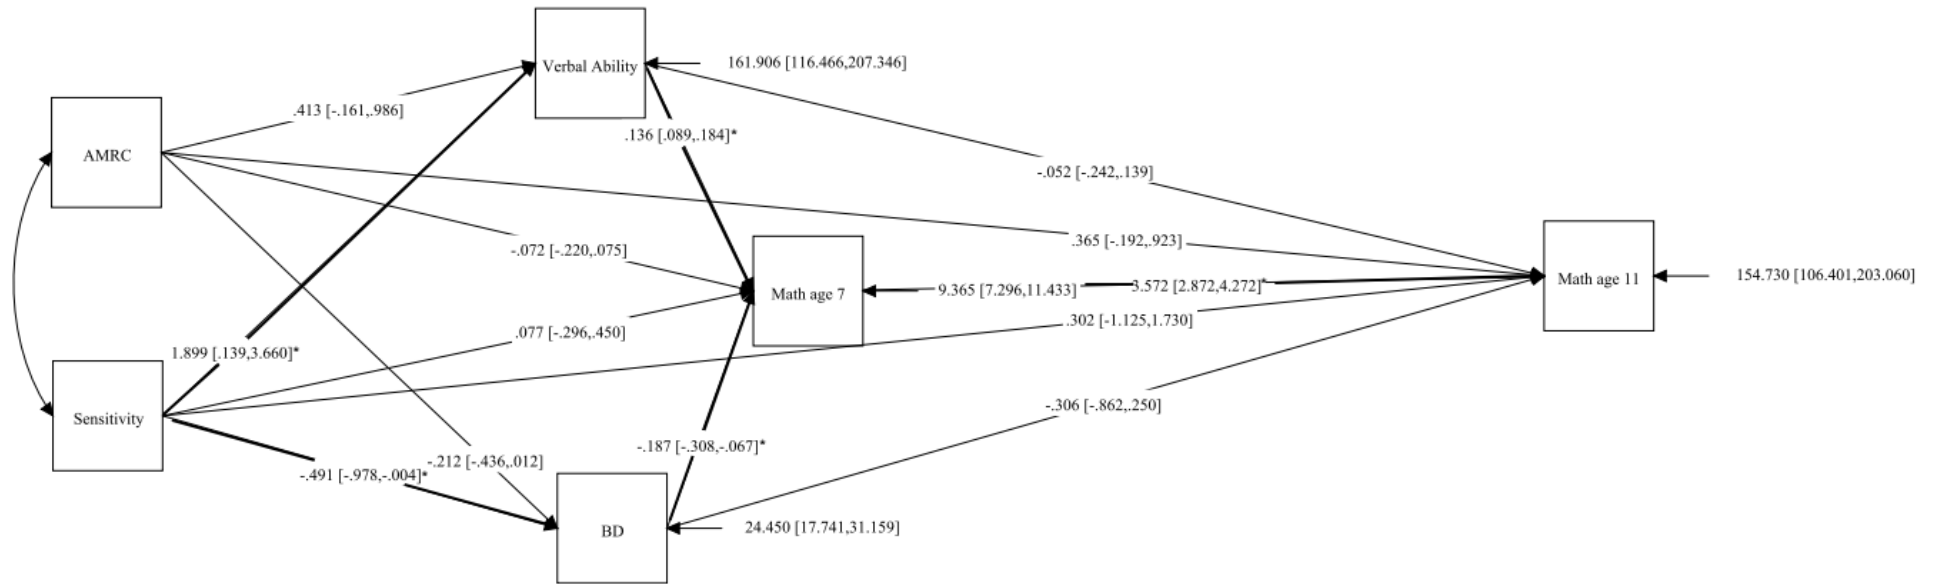 Verbal Ability
161.906 [116.466,207.346]
.413 [-.161,.986]
.136 [.089,.184]*
AMRC
-.052 [-.242,.139]
.365 [-.192,.923]
-.072 [-.220,.075]
Math age 7
9.365 [7.296,11.433]
3.572 [2.872,4.272]*
Math age 11
154.730 [106.401,203.060]
.302 [-1.125,1.730]
.077 [-.296,.450]
1.899 [.139,3.660]*
Sensitivity
-.306 [-.862,.250]
-.187 [-.308,-.067]*
-.212 [-.436,.012]
-.491 [-.978,-.004]*
BD
24.450 [17.741,31.159]